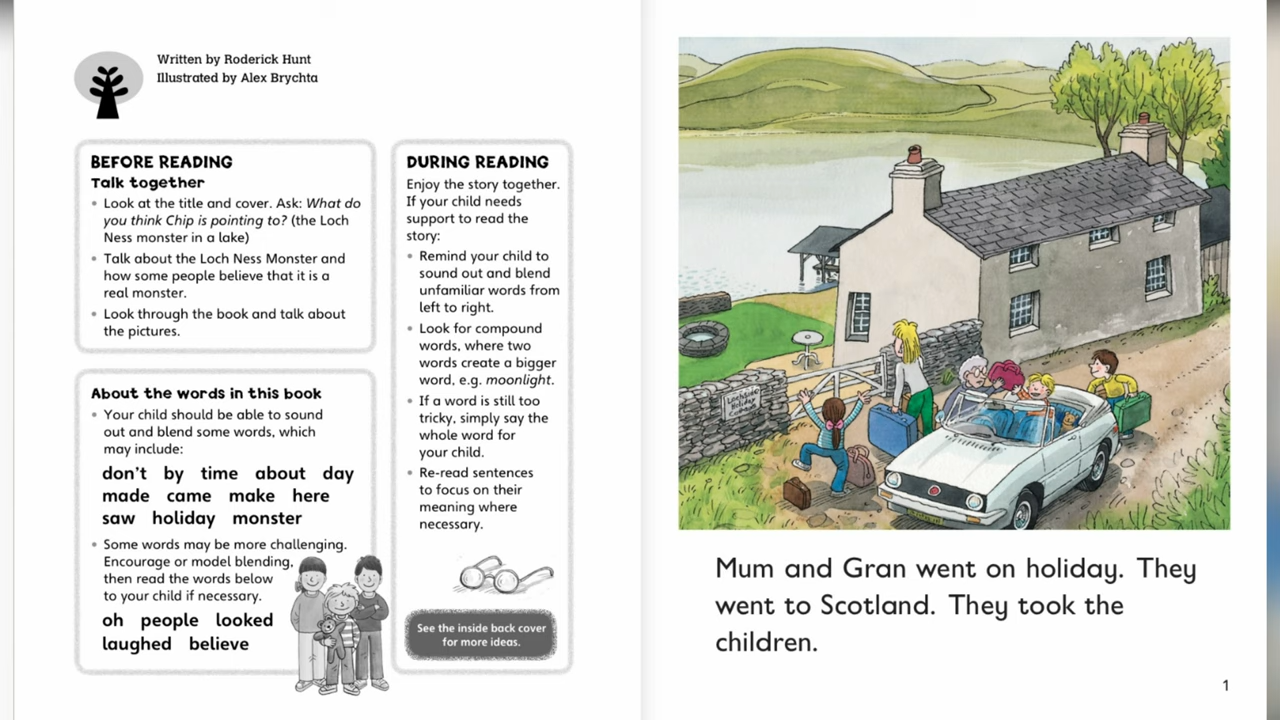 Written by Roderick Hunt
Illustrated by Alex Brychta
BEFORE READING
Talk together
• Look at the title and cover. Ask: What do
you think Chip is pointing to? (the Loch
Ness monster in a lake)
• Talk about the Loch Ness Monster and
how some people believe that it is a
real monster.
• Look through the book and talk about
the pictures.
About the words in this book
• Your child should be able to sound
out and blend some words, which
may include:
don't by time about day
made came make here
saw holiday monster
• Some words may be more challenging.
Encourage or model blending,
then read the words below
to your child if necessary.
oh people looked
laughed believe
DURING READING
Enjoy the story together.
If your child needs
support to read the
story:
• Remind your child to
sound out and blend
unfamiliar words from
left to right.
• Look for compound
words, where two
words create a bigger
word, e.g. moonlight.
• If a word is still too
tricky, simply say the
whole word for
your child.
• Re-read sentences
to focus on their
meaning where
necessary.
See the inside back cover
for more ideas.
Lochside
Holiday
Mum and Gran went on holiday. They
went to Scotland. They took the
children.
1